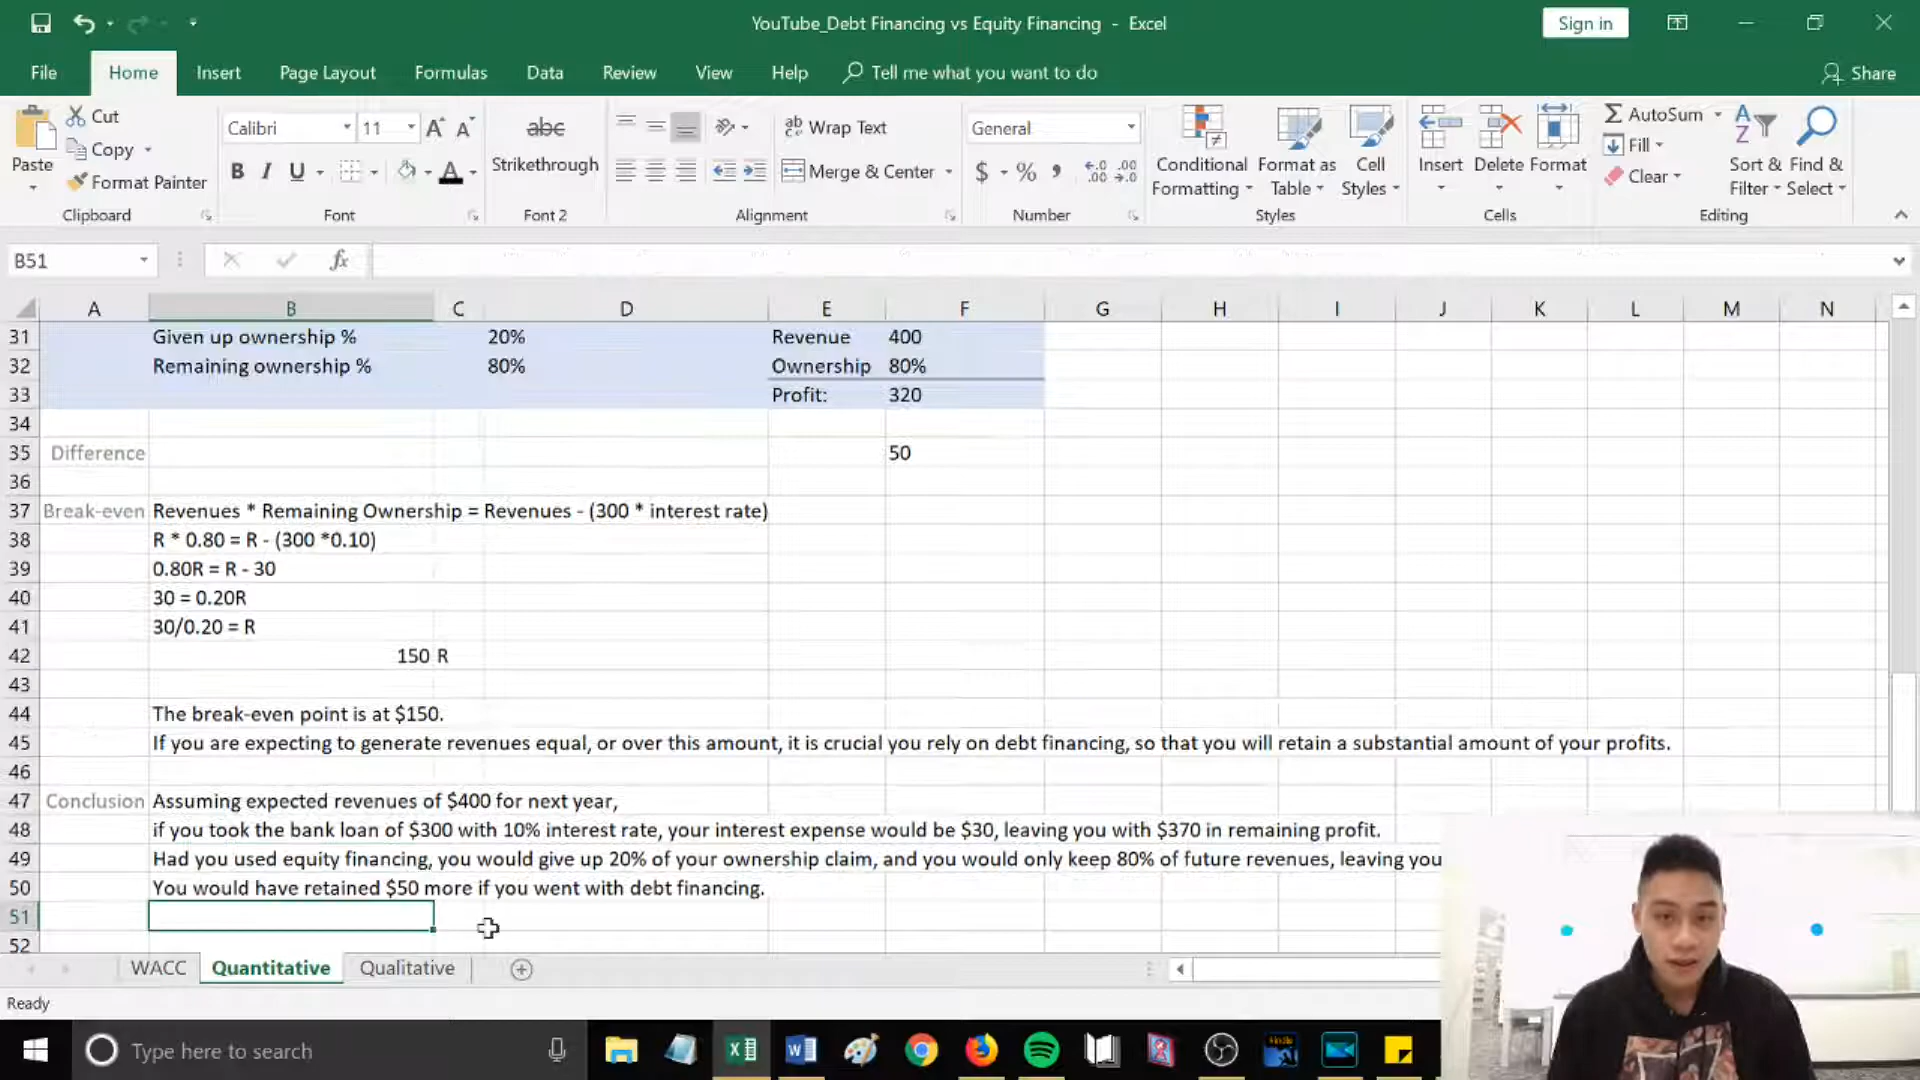 YouTube_Debt Financing vs Equity Financing - Excel
Sign in
File
Home
Insert
Page Layout
Formulas
Data
Review
View
Help
Tell me what you want to do
Share
Paste
Cut
Copy
Format Painter
Clipboard
Calibri
11
A A
B I U
A
Font
abc
Strikethrough
Font 2
Wrap Text
Merge & Center
Alignment
General
$ % ,
Number
Conditional Formatting
Format as Table
Cell Styles
Styles
Insert
Delete
Format
Cells
AutoSum
Fill
Clear
Sort & Filter
Find & Select
Editing
B51
fx
A B C D E F G H I J K L M N
31 Given up ownership % 20% Revenue 400
32 Remaining ownership % 80% Ownership 80%
33 Profit: 320
34
35 Difference 50
36
37 Break-even Revenues * Remaining Ownership = Revenues - (300 * interest rate)
38 R * 0.80 = R - (300 *0.10)
39 0.80R = R - 30
40 30 = 0.20R
41 30/0.20 = R
42 150 R
43
44 The break-even point is at $150.
45 If you are expecting to generate revenues equal, or over this amount, it is crucial you rely on debt financing, so that you will retain a substantial amount of your profits.
46
47 Conclusion Assuming expected revenues of $400 for next year,
48 if you took the bank loan of $300 with 10% interest rate, your interest expense would be $30, leaving you with $370 in remaining profit.
49 Had you used equity financing, you would give up 20% of your ownership claim, and you would only keep 80% of future revenues, leaving you
50 You would have retained $50 more if you went with debt financing.
51
52
WACC
Quantitative
Qualitative
Ready
Type here to search